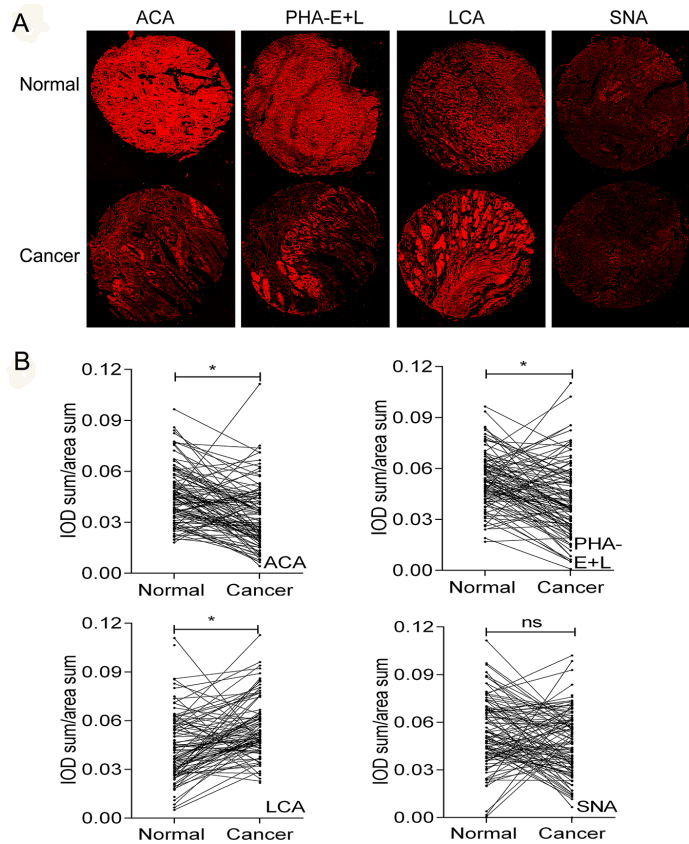 A
ACA PHA-E+L LCA SNA
Normal
Cancer
B
0.12 * 0.12 *
0.09 0.09
0.06 0.06
0.03 0.03
0.00 0.00
IOD sum/area sum IOD sum/area sum
ACA PHA-
E+L
Normal Cancer Normal Cancer
0.12 * 0.12 ns
0.09 0.09
0.06 0.06
0.03 0.03
0.00 0.00
IOD sum/area sum IOD sum/area sum
LCA SNA
Normal Cancer Normal Cancer